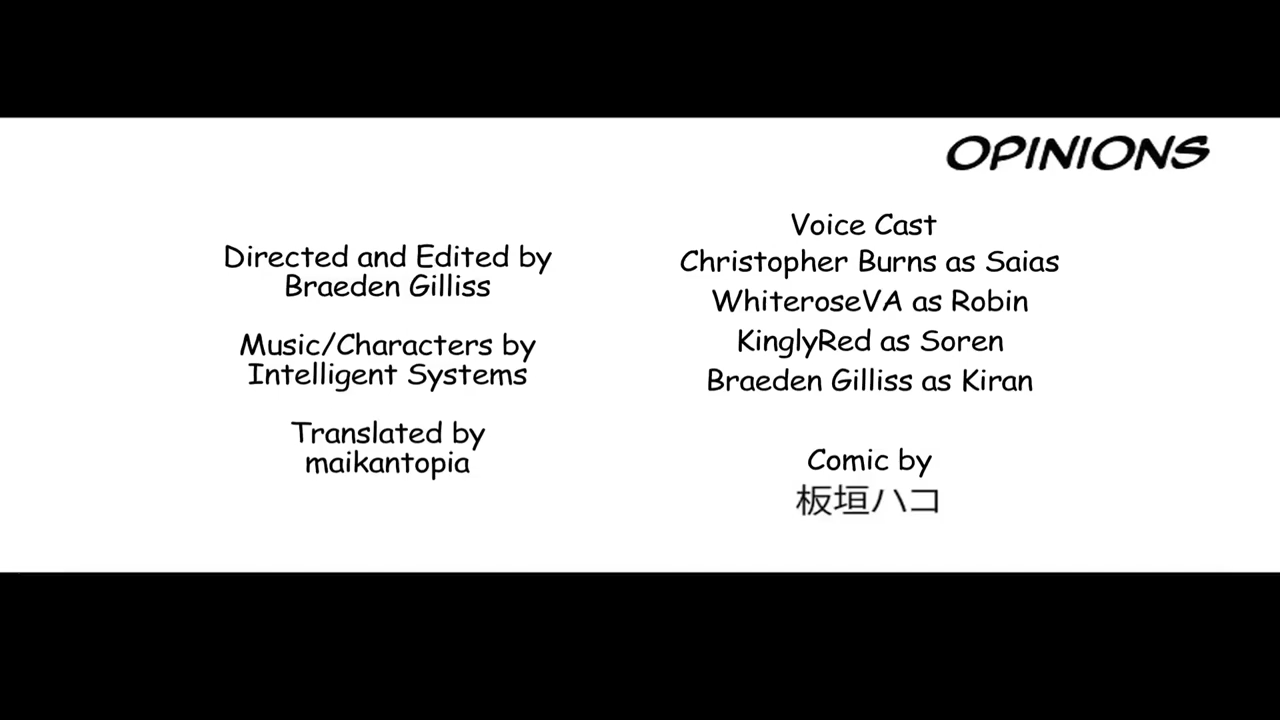 OPINIONS
Directed and Edited by
Braeden Gilliss
Music/Characters by
Intelligent Systems
Translated by
maikantopia
Voice Cast
Christopher Burns as Saias
WhiteroseVA as Robin
KinglyRed as Soren
Braeden Gilliss as Kiran
Comic by
板垣ハコ